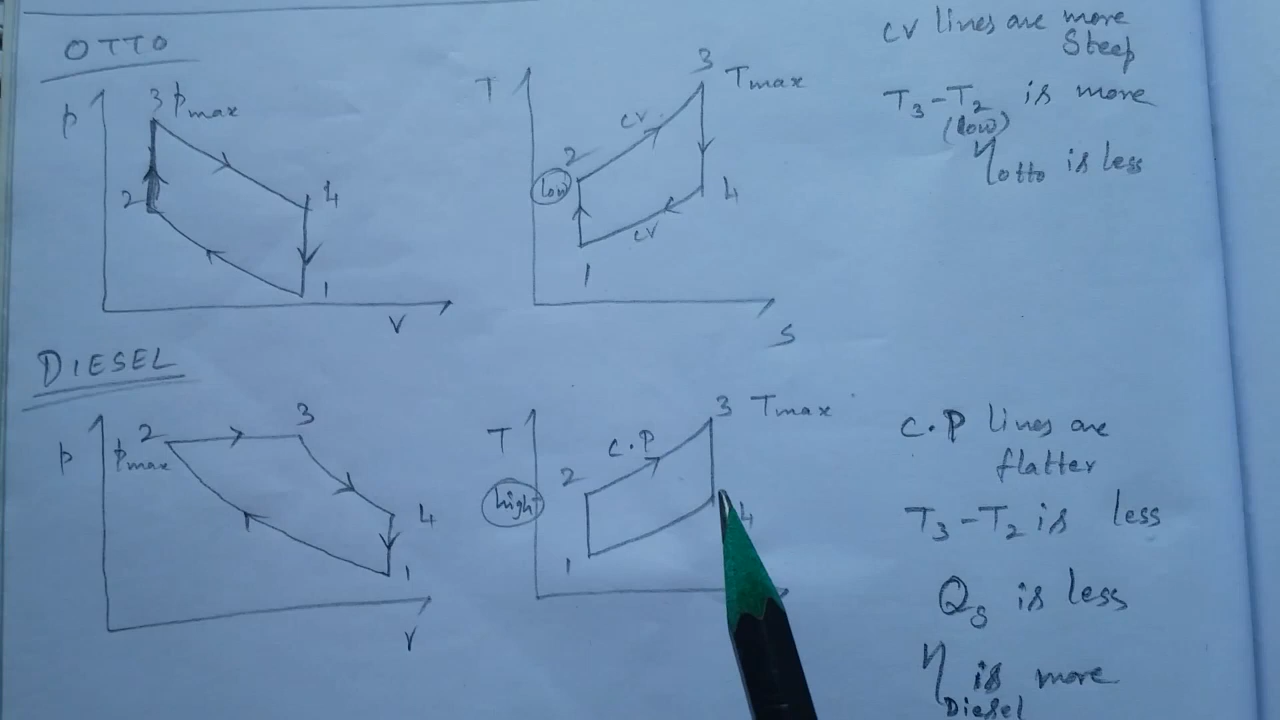 OTTO
p
3 pmax
2
4
1
V
T
3 Tmax
cv
2
low
4
cv
1
S
cv lines are more
Steep
T3-T2 is more
(low)
ηotto is less
DIESEL
p
2
3
pmax
4
1
V
T
3 Tmax
C.P
2
high
4
1
C.P lines are
flatter
T3-T2 is less
Qs is less
η is more
Diesel